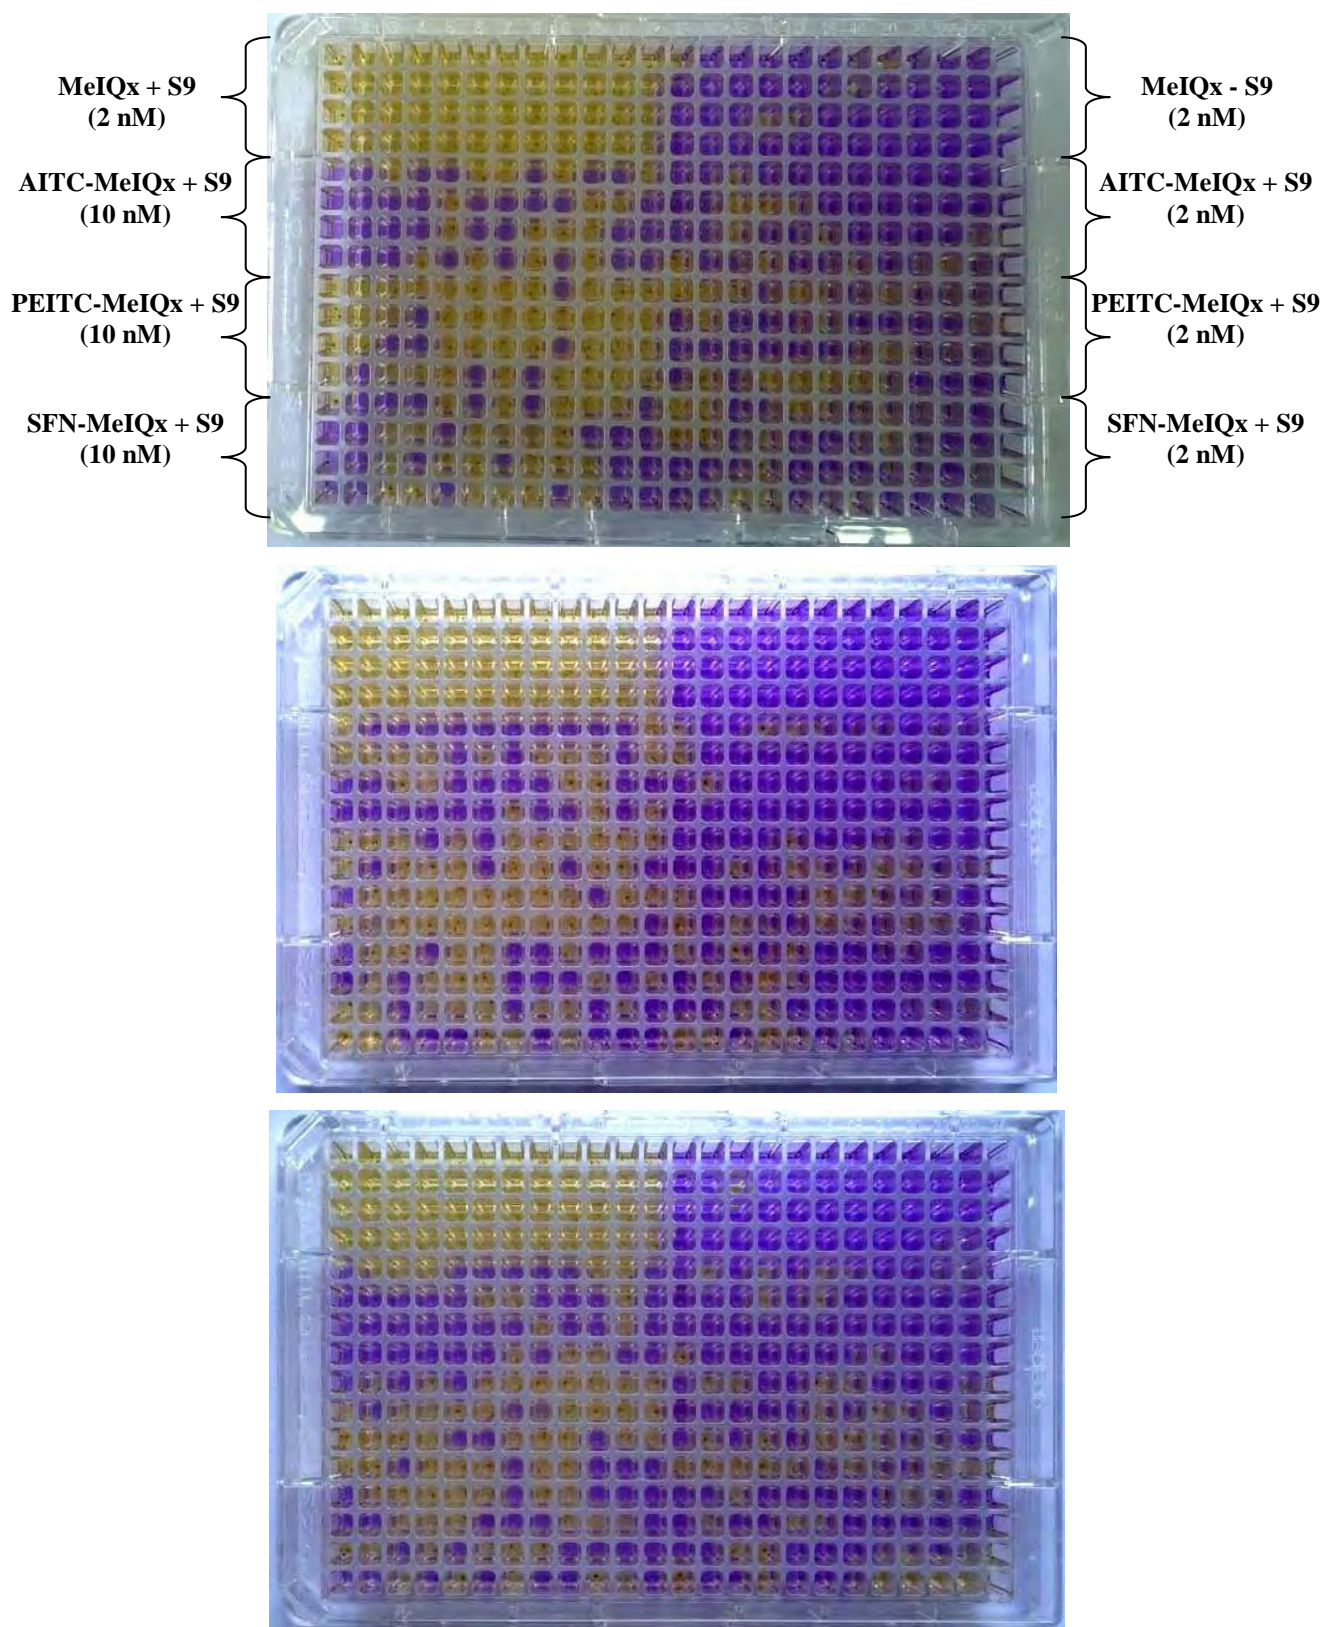 MeIQx + S9
(2 nM)
AITC-MeIQx + S9
(10 nM)
PEITC-MeIQx + S9
(10 nM)
SFN-MeIQx + S9
(10 nM)
MeIQx - S9
(2 nM)
AITC-MeIQx + S9
(2 nM)
PEITC-MeIQx + S9
(2 nM)
SFN-MeIQx + S9
(2 nM)